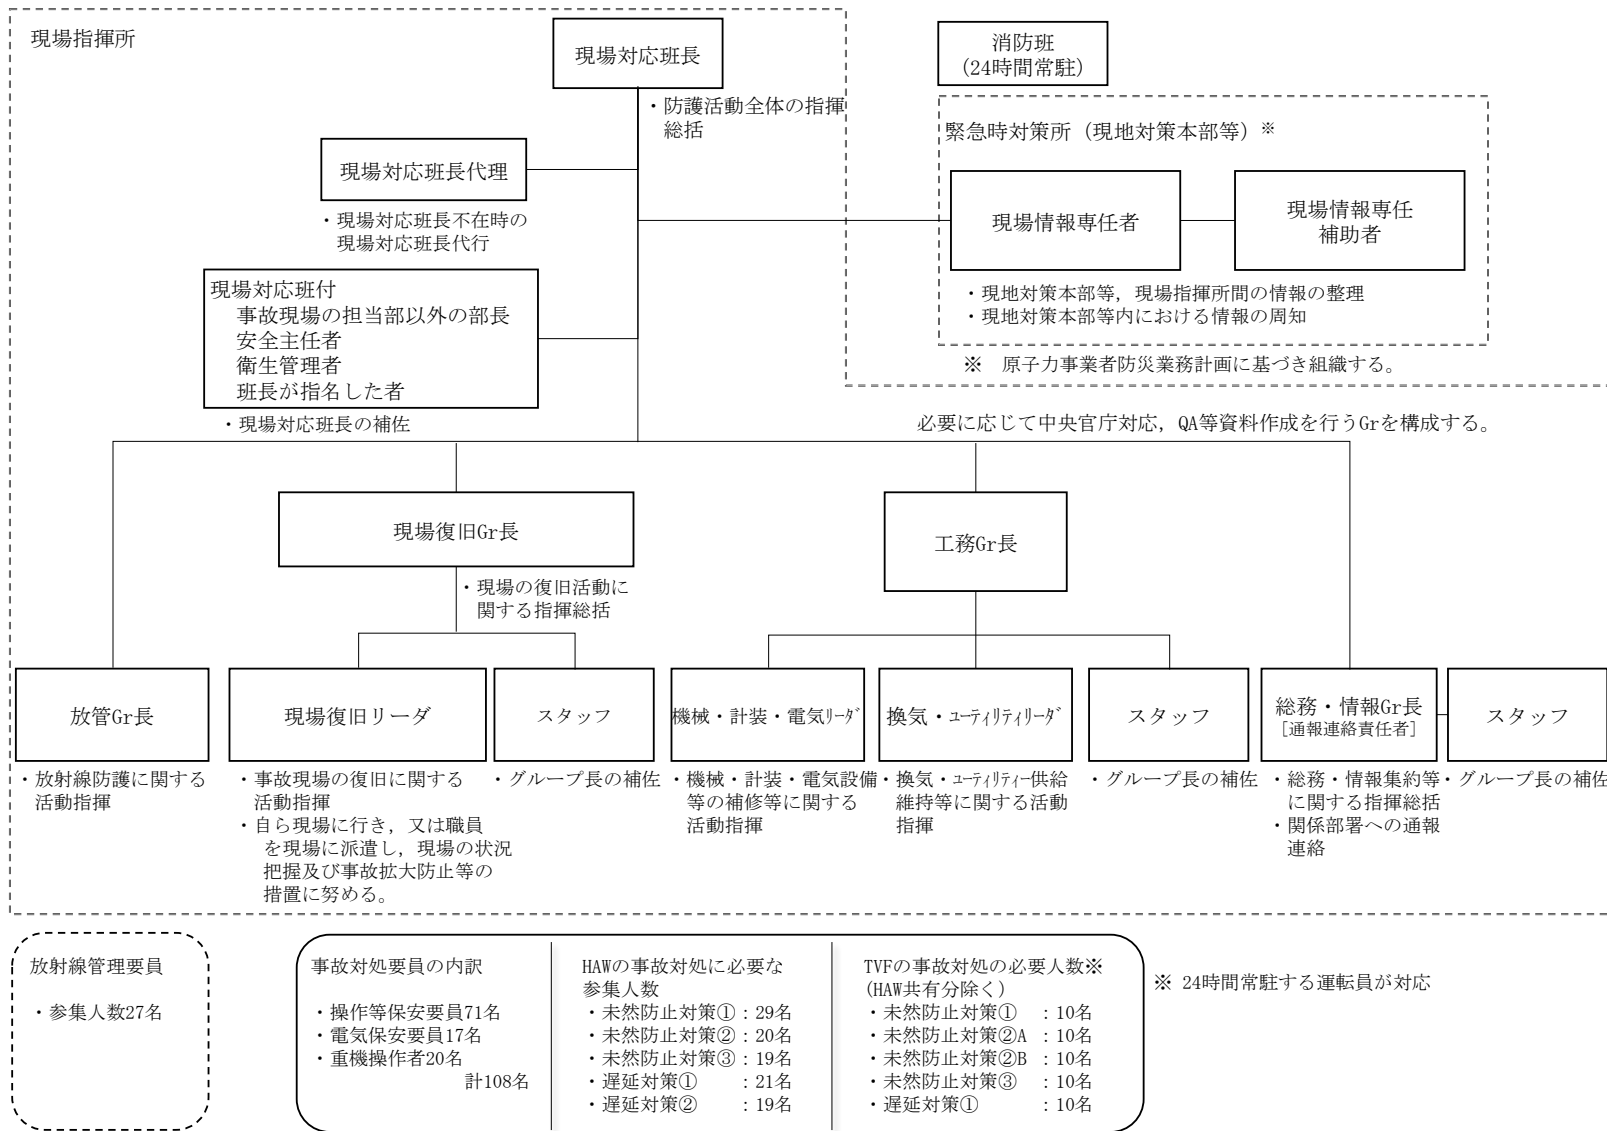 現場指揮所
現場対応班長
・防護活動全体の指揮
総括
消防班
(24時間常駐)
現場対応班長代理
・現場対応班長不在時の
現場対応班長代行
緊急時対策所（現地対策本部等）※
現場情報専任者
現場情報専任
補助者
・現地対策本部等，現場指揮所間の情報の整理
・現地対策本部等内における情報の周知
※　原子力事業者防災業務計画に基づき組織する。
現場対応班付
事故現場の担当部以外の部長
安全主任者
衛生管理者
班長が指名した者
・現場対応班長の補佐
必要に応じて中央官庁対応，QA等資料作成を行うGrを構成する。
現場復旧Gr長
・現場の復旧活動に
関する指揮総括
工務Gr長
放管Gr長
・放射線防護に関する
活動指揮
現場復旧リーダ
・事故現場の復旧に関する
活動指揮
・自ら現場に行き，又は職員
を現場に派遣し，現場の状況
把握及び事故拡大防止等の
措置に努める。
スタッフ
・グループ長の補佐
機械・計装・電気ﾘｰﾀﾞ
・機械・計装・電気設備
等の補修等に関する
活動指揮
換気・ﾕｰﾃｨﾘﾃｨﾘｰﾀﾞ
・換気・ﾕｰﾃｨﾘﾃｨｰ供給
維持等に関する活動
指揮
スタッフ
・グループ長の補佐
総務・情報Gr長
[通報連絡責任者]
・総務・情報集約等
に関する指揮総括
・関係部署への通報
連絡
スタッフ
・グループ長の補佐
放射線管理要員
・参集人数27名
事故対処要員の内訳
・操作等保安要員71名
・電気保安要員17名
・重機操作者20名
計108名
HAWの事故対処に必要な
参集人数
・未然防止対策①：29名
・未然防止対策②：20名
・未然防止対策③：19名
・遅延対策①　　：21名
・遅延対策②　　：19名
TVFの事故対処の必要人数※
(HAW共有分除く)
・未然防止対策①　：10名
・未然防止対策②A　：10名
・未然防止対策②B　：10名
・未然防止対策③　：10名
・遅延対策①　　　：10名
※ 24時間常駐する運転員が対応